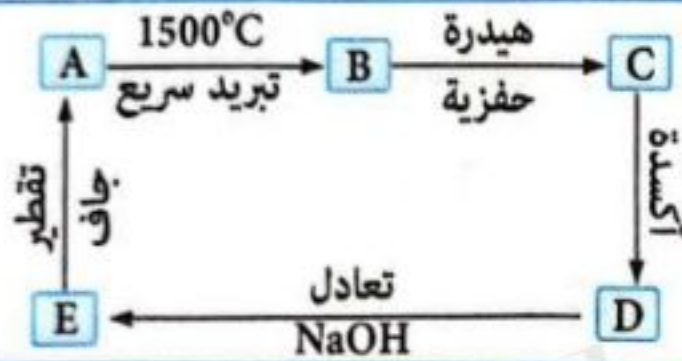 A
1500°C
تبريد سريع
B
هيدرة
حفزية
C
أكسدة
D
تعادل
NaOH
E
تقطير
جاف